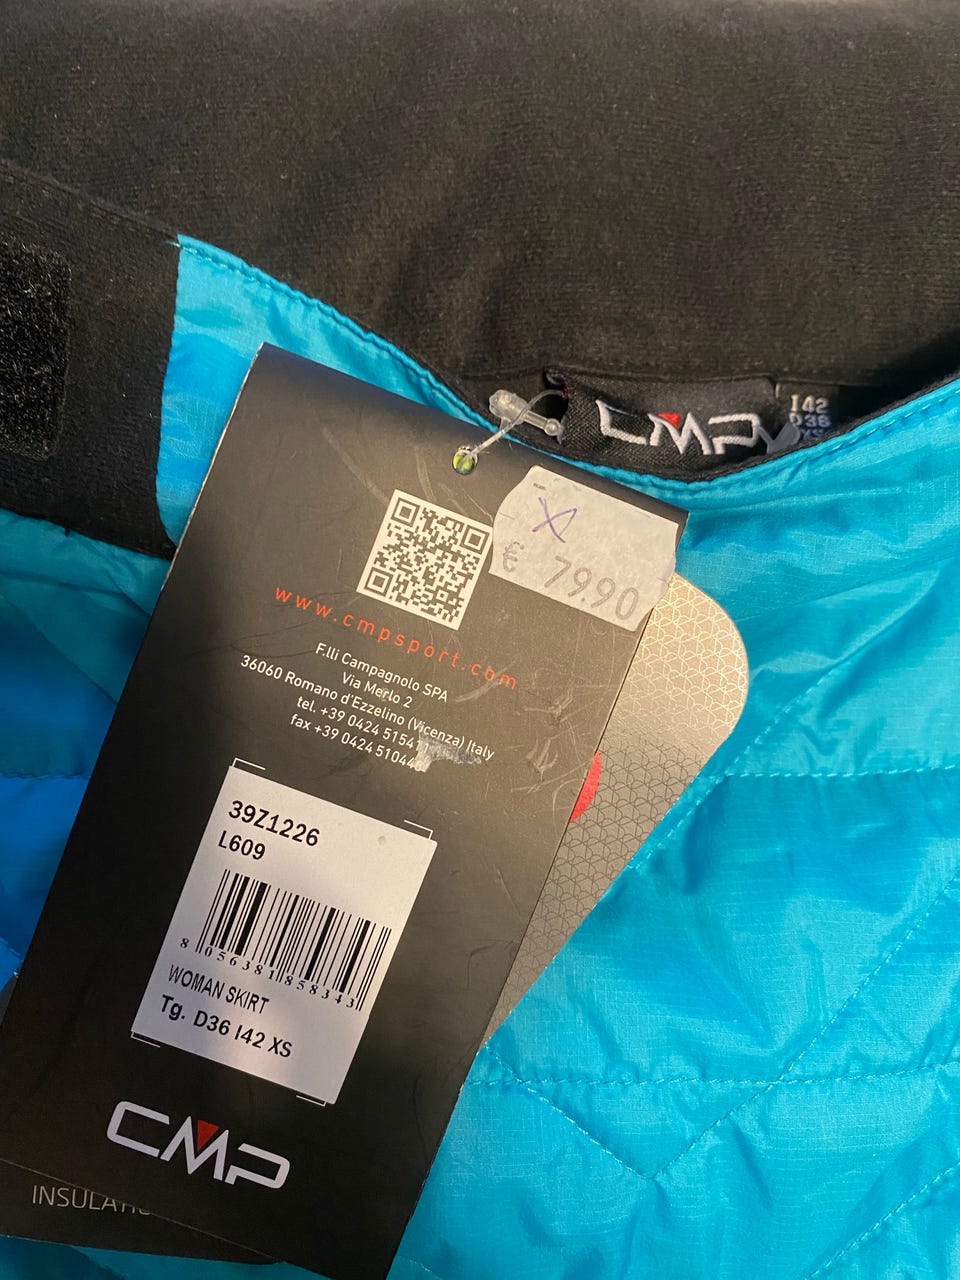 CMP
I42
D36
XS
X
€ 79.90
www.cmpsport.com
F.lli Campagnolo SPA
Via Merlo 2
36060 Romano d'Ezzelino (Vicenza) Italy
tel. +39 0424 51541
fax +39 0424 51044
39Z1226
L609
8 056381 858343
WOMAN SKIRT
Tg. D36 I42 XS
CMP